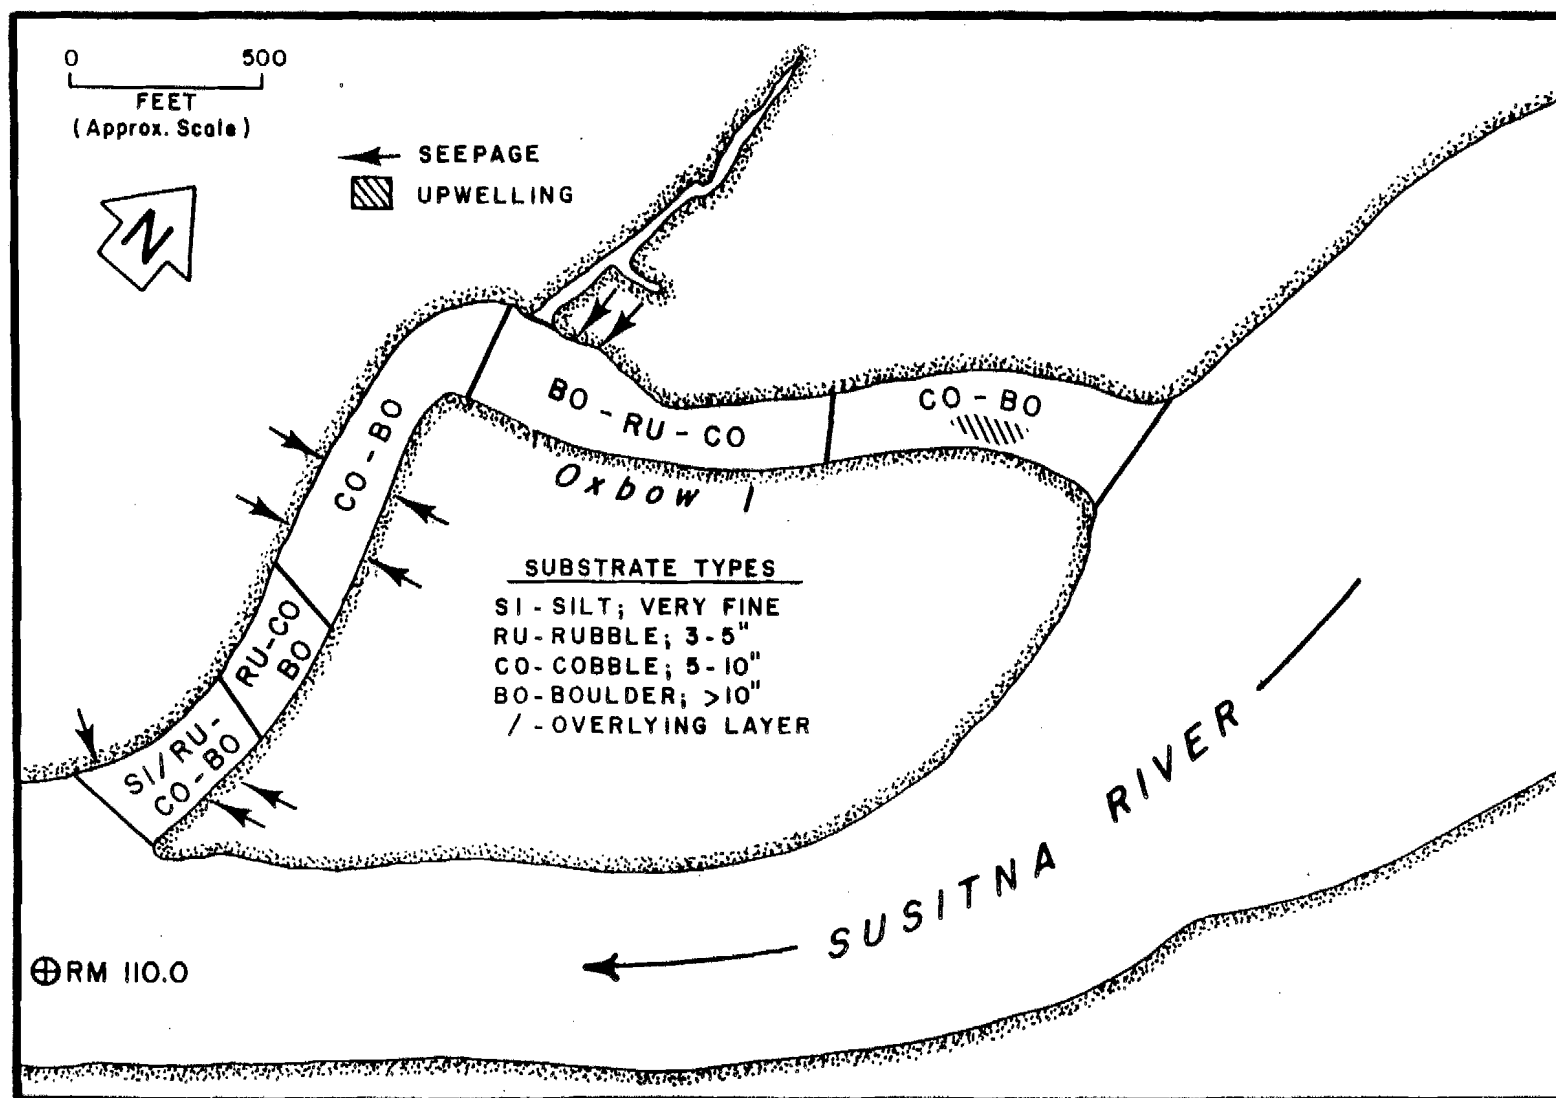 0 500
FEET
(Approx. Scale)
SEEPAGE
UPWELLING
N
CO-BO
BO-RU-CO
CO-BO
Oxbow I
SUBSTRATE TYPES
SI-SILT; VERY FINE
RU-RUBBLE; 3-5"
CO-COBBLE; 5-10"
BO-BOULDER; >10"
/-OVERLYING LAYER
RU-CO
BO
SI/RU-
CO-BO
SUSITNA RIVER
RM 110.0